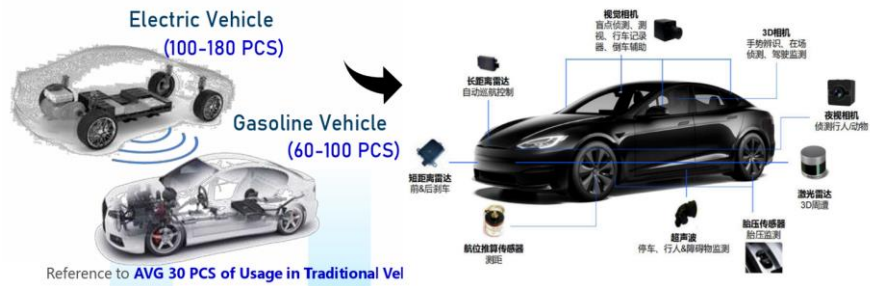 Electric Vehicle
(100-180 PCS)
Gasoline Vehicle
(60-100 PCS)
Reference to AVG 30 PCS of Usage in Traditional Vel
视觉相机
盲点侦测、测
视、行车记录
器、倒车辅助
3D相机
手势辨识、在场
侦测、驾驶监测
长距离雷达
自动巡航控制
夜视相机
侦测行人/动物
短距离雷达
前&后刹车
激光雷达
3D周遭
航位推算传感器
测距
超声波
停车、行人&障碍物监测
胎压传感器
胎压监测